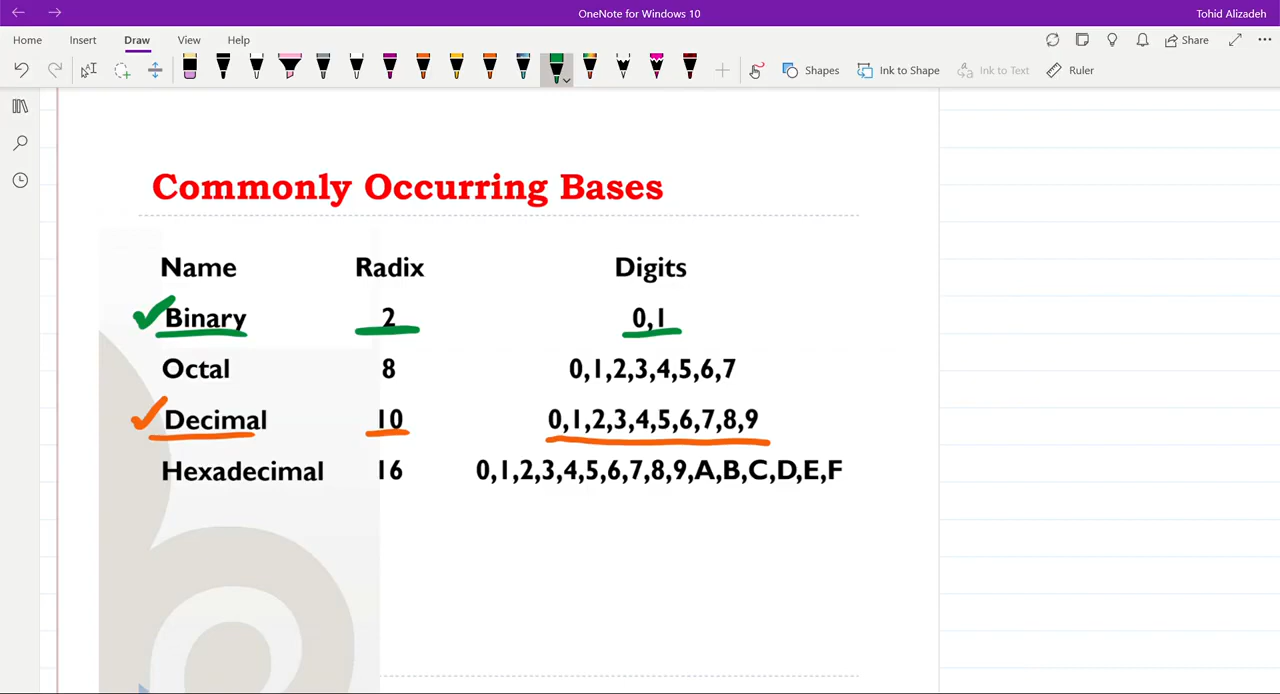 OneNote for Windows 10
Tohid Alizadeh
Home Insert Draw View Help
Share
Shapes Ink to Shape Ink to Text Ruler
Commonly Occurring Bases
Name Radix Digits
Binary 2 0,1
Octal 8 0,1,2,3,4,5,6,7
Decimal 10 0,1,2,3,4,5,6,7,8,9
Hexadecimal 16 0,1,2,3,4,5,6,7,8,9,A,B,C,D,E,F